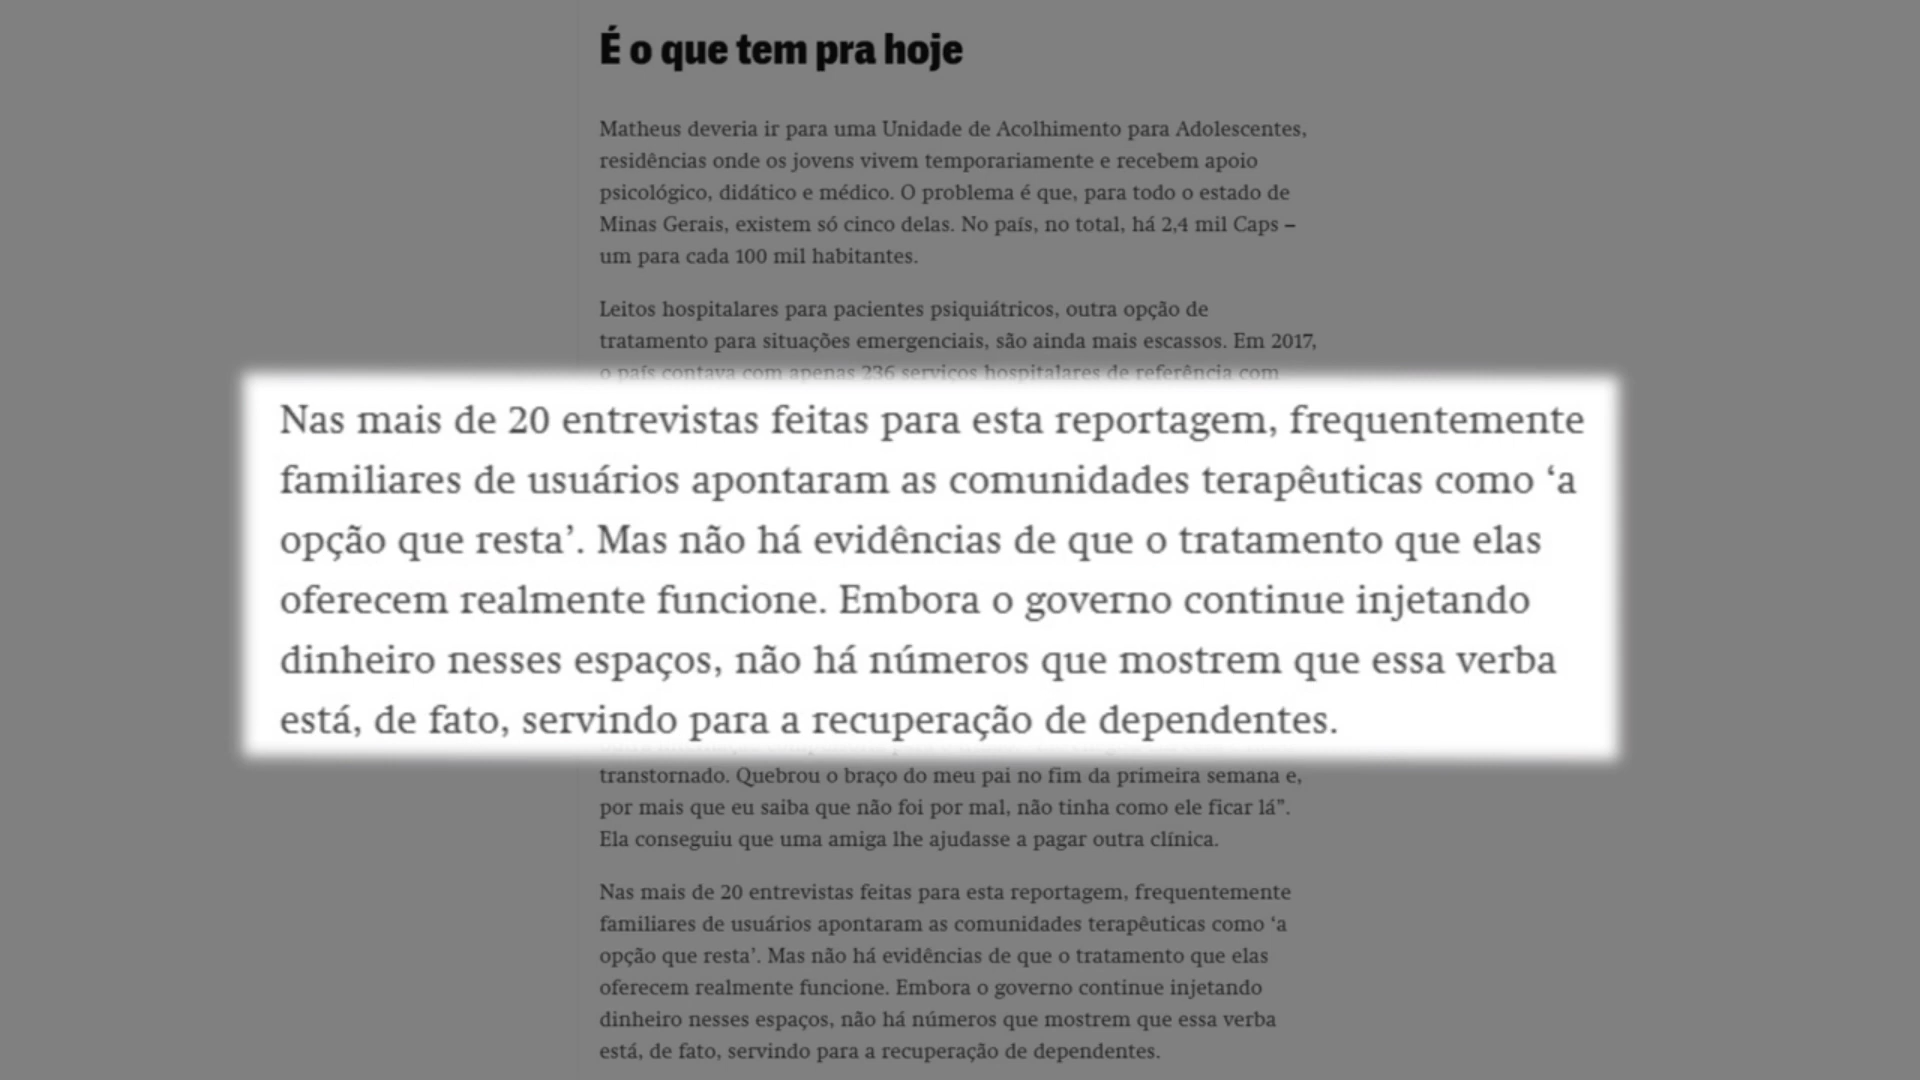 É o que tem pra hoje
Matheus deveria ir para uma Unidade de Acolhimento para Adolescentes,
residências onde os jovens vivem temporariamente e recebem apoio
psicológico, didático e médico. O problema é que, para todo o estado de
Minas Gerais, existem só cinco delas. No país, no total, há 2,4 mil Caps –
um para cada 100 mil habitantes.
Leitos hospitalares para pacientes psiquiátricos, outra opção de
tratamento para situações emergenciais, são ainda mais escassos. Em 2017,
o país contava com apenas 236 serviços hospitalares de referência com
Nas mais de 20 entrevistas feitas para esta reportagem, frequentemente
familiares de usuários apontaram as comunidades terapêuticas como ‘a
opção que resta’. Mas não há evidências de que o tratamento que elas
oferecem realmente funcione. Embora o governo continue injetando
dinheiro nesses espaços, não há números que mostrem que essa verba
está, de fato, servindo para a recuperação de dependentes.
transtornado. Quebrou o braço do meu pai no fim da primeira semana e,
por mais que eu saiba que não foi por mal, não tinha como ele ficar lá”.
Ela conseguiu que uma amiga lhe ajudasse a pagar outra clínica.
Nas mais de 20 entrevistas feitas para esta reportagem, frequentemente
familiares de usuários apontaram as comunidades terapêuticas como ‘a
opção que resta’. Mas não há evidências de que o tratamento que elas
oferecem realmente funcione. Embora o governo continue injetando
dinheiro nesses espaços, não há números que mostrem que essa verba
está, de fato, servindo para a recuperação de dependentes.